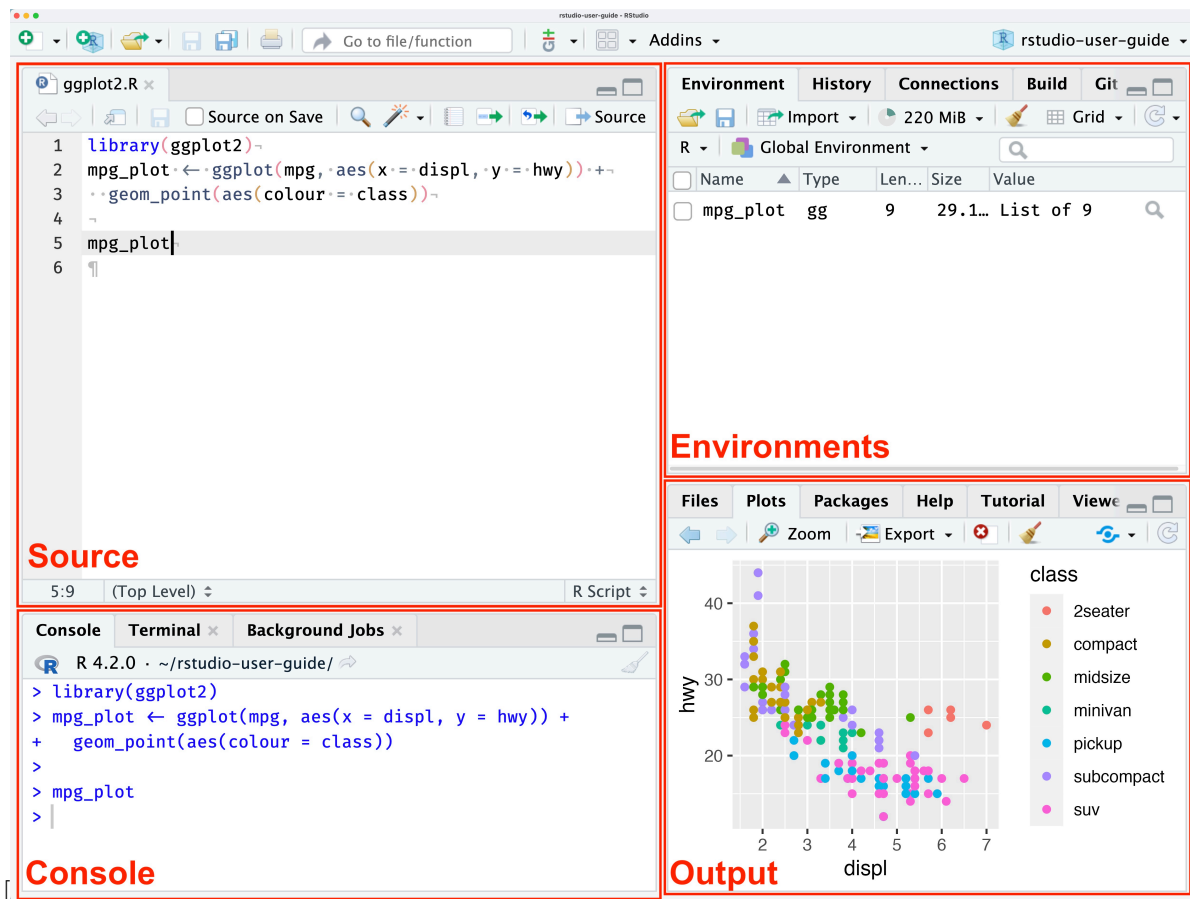 rstudio-user-guide - RStudio
Go to file/function
Addins
rstudio-user-guide
ggplot2.R
Source on Save
Source
1 library(ggplot2)¬
2 mpg_plot·<-·ggplot(mpg,·aes(x·=·displ,·y·=·hwy))·+¬
3 ··geom_point(aes(colour·=·class))¬
4 ¬
5 mpg_plot¬
6 ¶
Source
5:9 (Top Level) R Script
Console Terminal Background Jobs
R 4.2.0 · ~/rstudio-user-guide/
> library(ggplot2)
> mpg_plot <- ggplot(mpg, aes(x = displ, y = hwy)) +
+   geom_point(aes(colour = class))
>
> mpg_plot
>
Console
[
Environment History Connections Build Git
Import 220 MiB Grid
R Global Environment
Name Type Len... Size Value
mpg_plot gg 9 29.1… List of 9
Environments
Files Plots Packages Help Tutorial Viewe
Zoom Export
40
30
20
hwy
2 3 4 5 6 7
displ
class
2seater
compact
midsize
minivan
pickup
subcompact
suv
Output